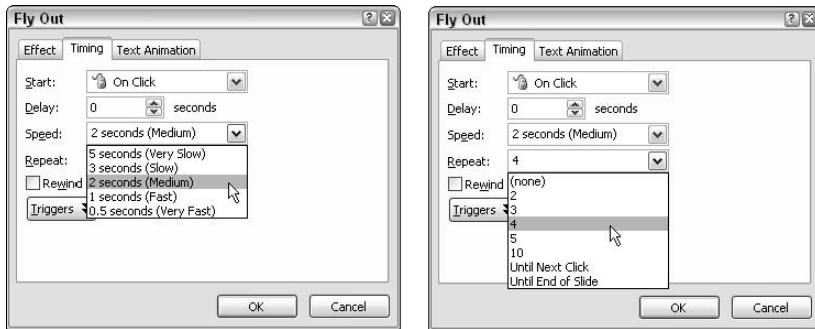 Fly Out
Effect Timing Text Animation
Start: On Click
Delay: 0 seconds
Speed: 2 seconds (Medium)
Repeat:
5 seconds (Very Slow)
3 seconds (Slow)
2 seconds (Medium)
1 seconds (Fast)
0.5 seconds (Very Fast)
Rewind
Triggers
OK Cancel
Fly Out
Effect Timing Text Animation
Start: On Click
Delay: 0 seconds
Speed: 2 seconds (Medium)
Repeat: 4
(none)
2
3
4
5
10
Until Next Click
Until End of Slide
Rewind
Triggers
OK Cancel